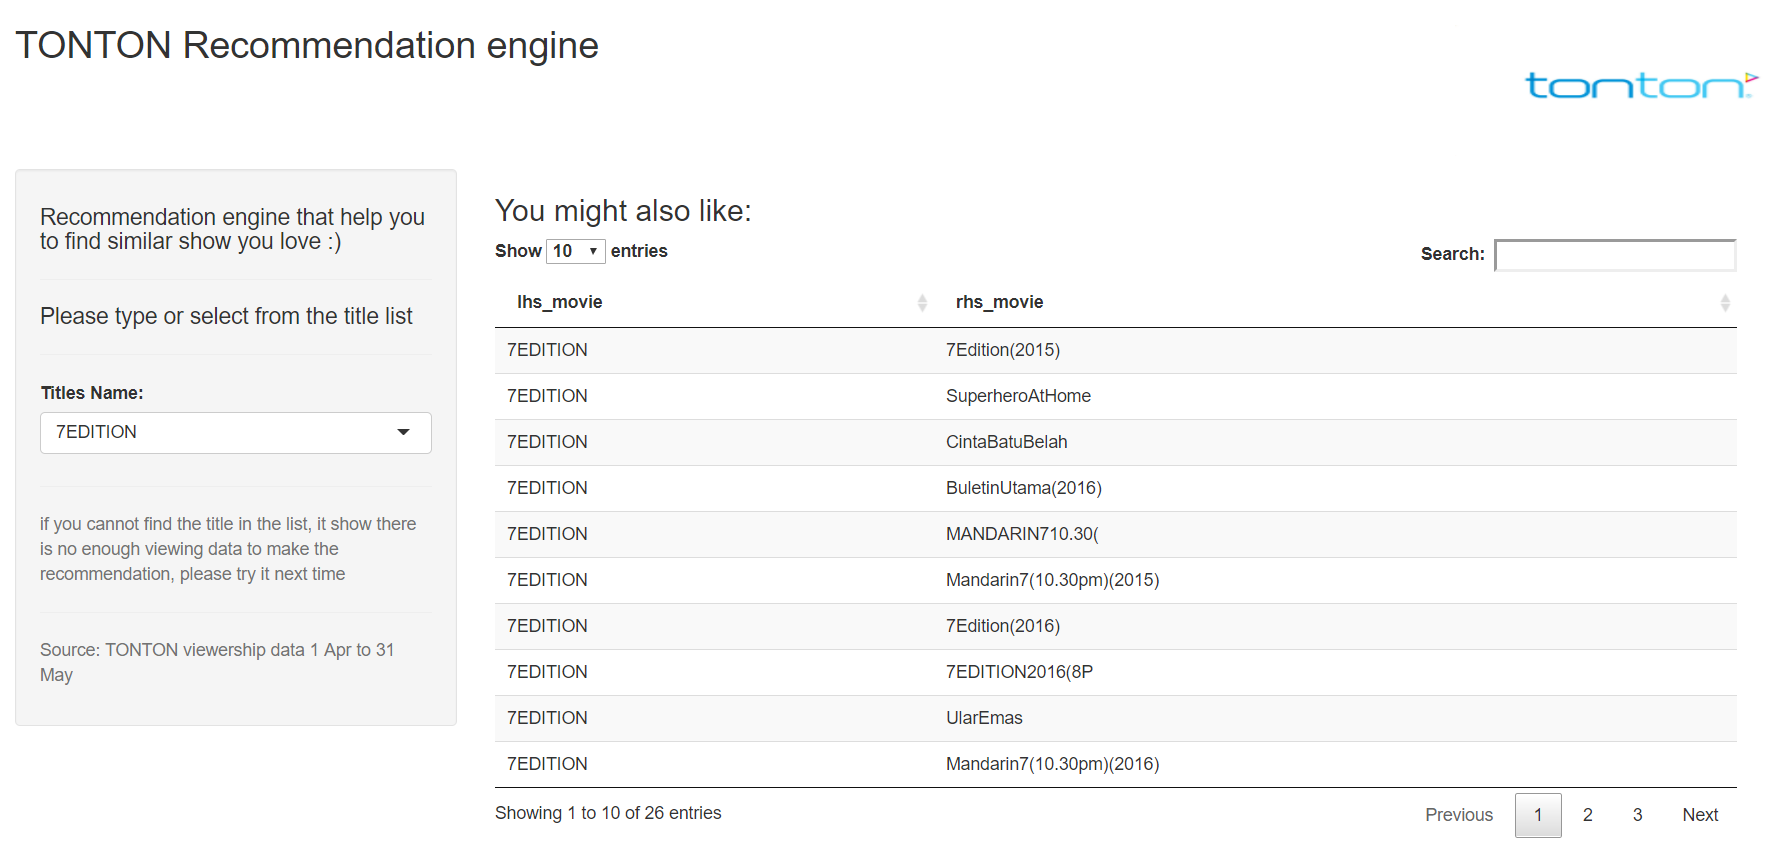 TONTON Recommendation engine
tonton
Recommendation engine that help you
to find similar show you love :)
Please type or select from the title list
Titles Name:
7EDITION
if you cannot find the title in the list, it show there
is no enough viewing data to make the
recommendation, please try it next time
Source: TONTON viewership data 1 Apr to 31
May
You might also like:
Show 10 entries
Search:
lhs_movie rhs_movie
7EDITION 7Edition(2015)
7EDITION SuperheroAtHome
7EDITION CintaBatuBelah
7EDITION BuletinUtama(2016)
7EDITION MANDARIN710.30(
7EDITION Mandarin7(10.30pm)(2015)
7EDITION 7Edition(2016)
7EDITION 7EDITION2016(8P
7EDITION UlarEmas
7EDITION Mandarin7(10.30pm)(2016)
Showing 1 to 10 of 26 entries
Previous 1 2 3 Next